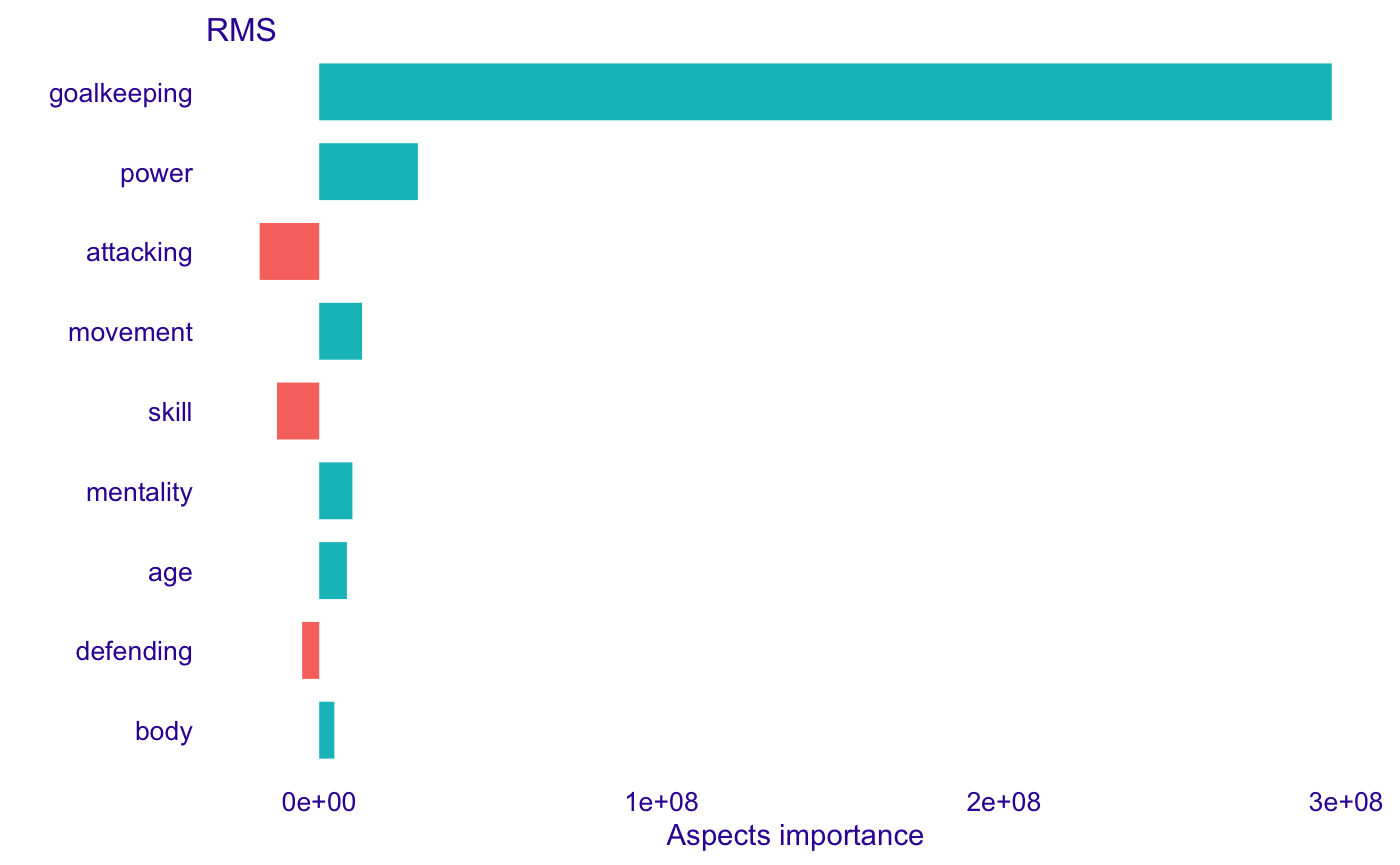 RMS
goalkeeping
power
attacking
movement
skill
mentality
age
defending
body
0e+00 1e+08 2e+08 3e+08
Aspects importance